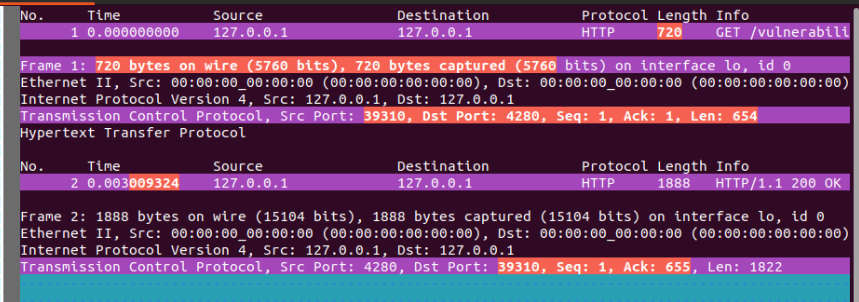 No. Time Source Destination Protocol Length Info
1 0.000000000 127.0.0.1 127.0.0.1 HTTP 720 GET /vulnerabili
Frame 1: 720 bytes on wire (5760 bits), 720 bytes captured (5760 bits) on interface lo, id 0
Ethernet II, Src: 00:00:00_00:00:00 (00:00:00:00:00:00), Dst: 00:00:00_00:00:00 (00:00:00:00:00:00)
Internet Protocol Version 4, Src: 127.0.0.1, Dst: 127.0.0.1
Transmission Control Protocol, Src Port: 39310, Dst Port: 4280, Seq: 1, Ack: 1, Len: 654
Hypertext Transfer Protocol
No. Time Source Destination Protocol Length Info
2 0.003009324 127.0.0.1 127.0.0.1 HTTP 1888 HTTP/1.1 200 OK
Frame 2: 1888 bytes on wire (15104 bits), 1888 bytes captured (15104 bits) on interface lo, id 0
Ethernet II, Src: 00:00:00_00:00:00 (00:00:00:00:00:00), Dst: 00:00:00_00:00:00 (00:00:00:00:00:00)
Internet Protocol Version 4, Src: 127.0.0.1, Dst: 127.0.0.1
Transmission Control Protocol, Src Port: 4280, Dst Port: 39310, Seq: 1, Ack: 655, Len: 1822